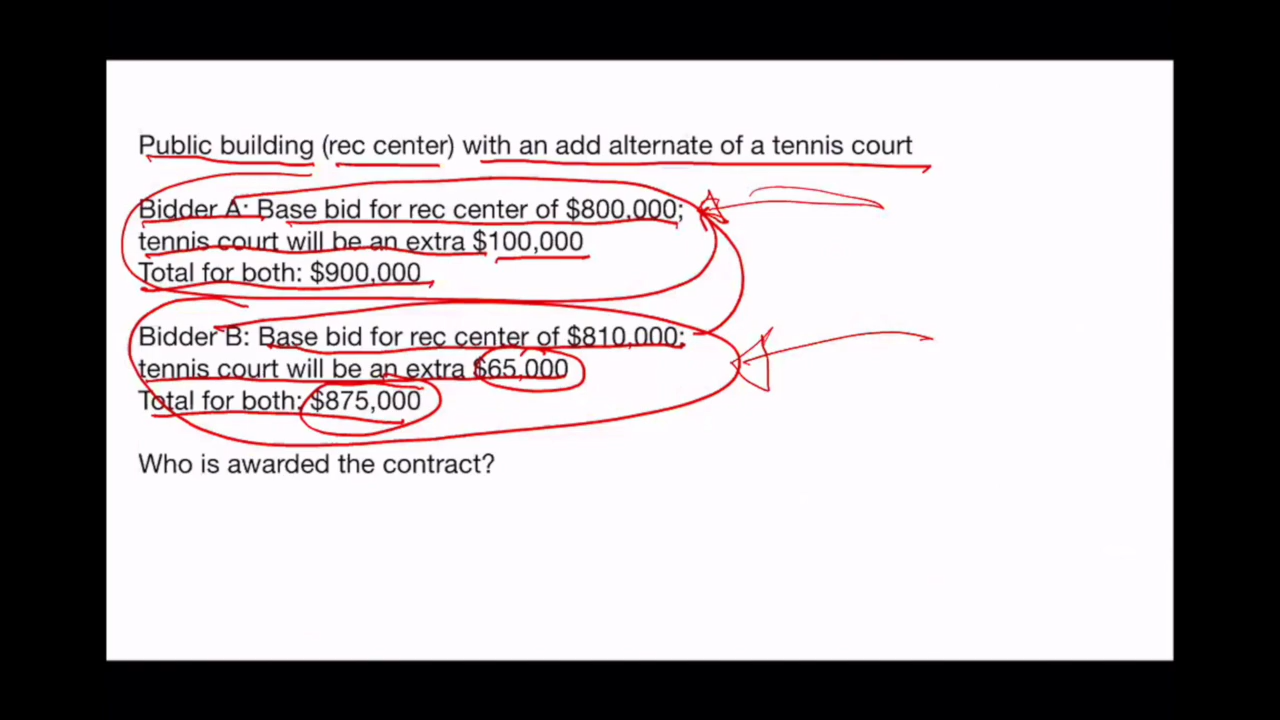 Public building (rec center) with an add alternate of a tennis court
Bidder A: Base bid for rec center of $800,000;
tennis court will be an extra $100,000
Total for both: $900,000
Bidder B: Base bid for rec center of $810,000;
tennis court will be an extra $65,000
Total for both: $875,000
Who is awarded the contract?